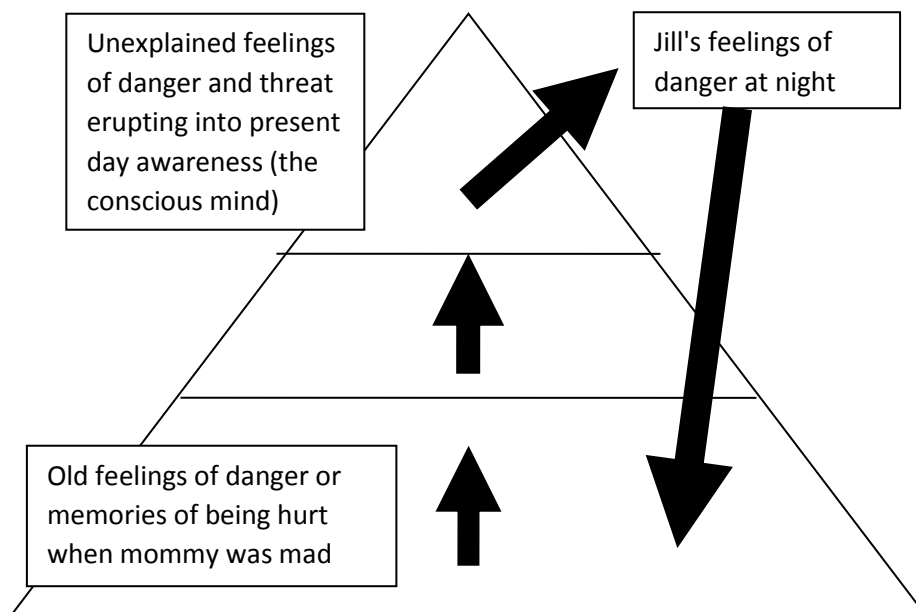 Unexplained feelings
of danger and threat
erupting into present
day awareness (the
conscious mind)
Jill's feelings of
danger at night
Old feelings of danger or
memories of being hurt
when mommy was mad